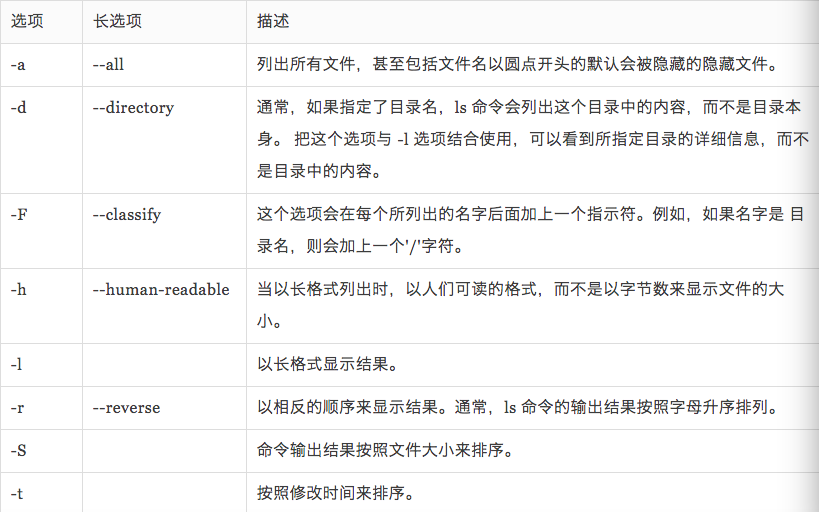 选项 长选项 描述
-a --all 列出所有文件，甚至包括文件名以圆点开头的默认会被隐藏的隐藏文件。
-d --directory 通常，如果指定了目录名，ls 命令会列出这个目录中的内容，而不是目录本
身。 把这个选项与 -l 选项结合使用，可以看到所指定目录的详细信息，而不
是目录中的内容。
-F --classify 这个选项会在每个所列出的名字后面加上一个指示符。例如，如果名字是 目
录名，则会加上一个'/'字符。
-h --human-readable 当以长格式列出时，以人们可读的格式，而不是以字节数来显示文件的大
小。
-l 以长格式显示结果。
-r --reverse 以相反的顺序来显示结果。通常，ls 命令的输出结果按照字母升序排列。
-S 命令输出结果按照文件大小来排序。
-t 按照修改时间来排序。